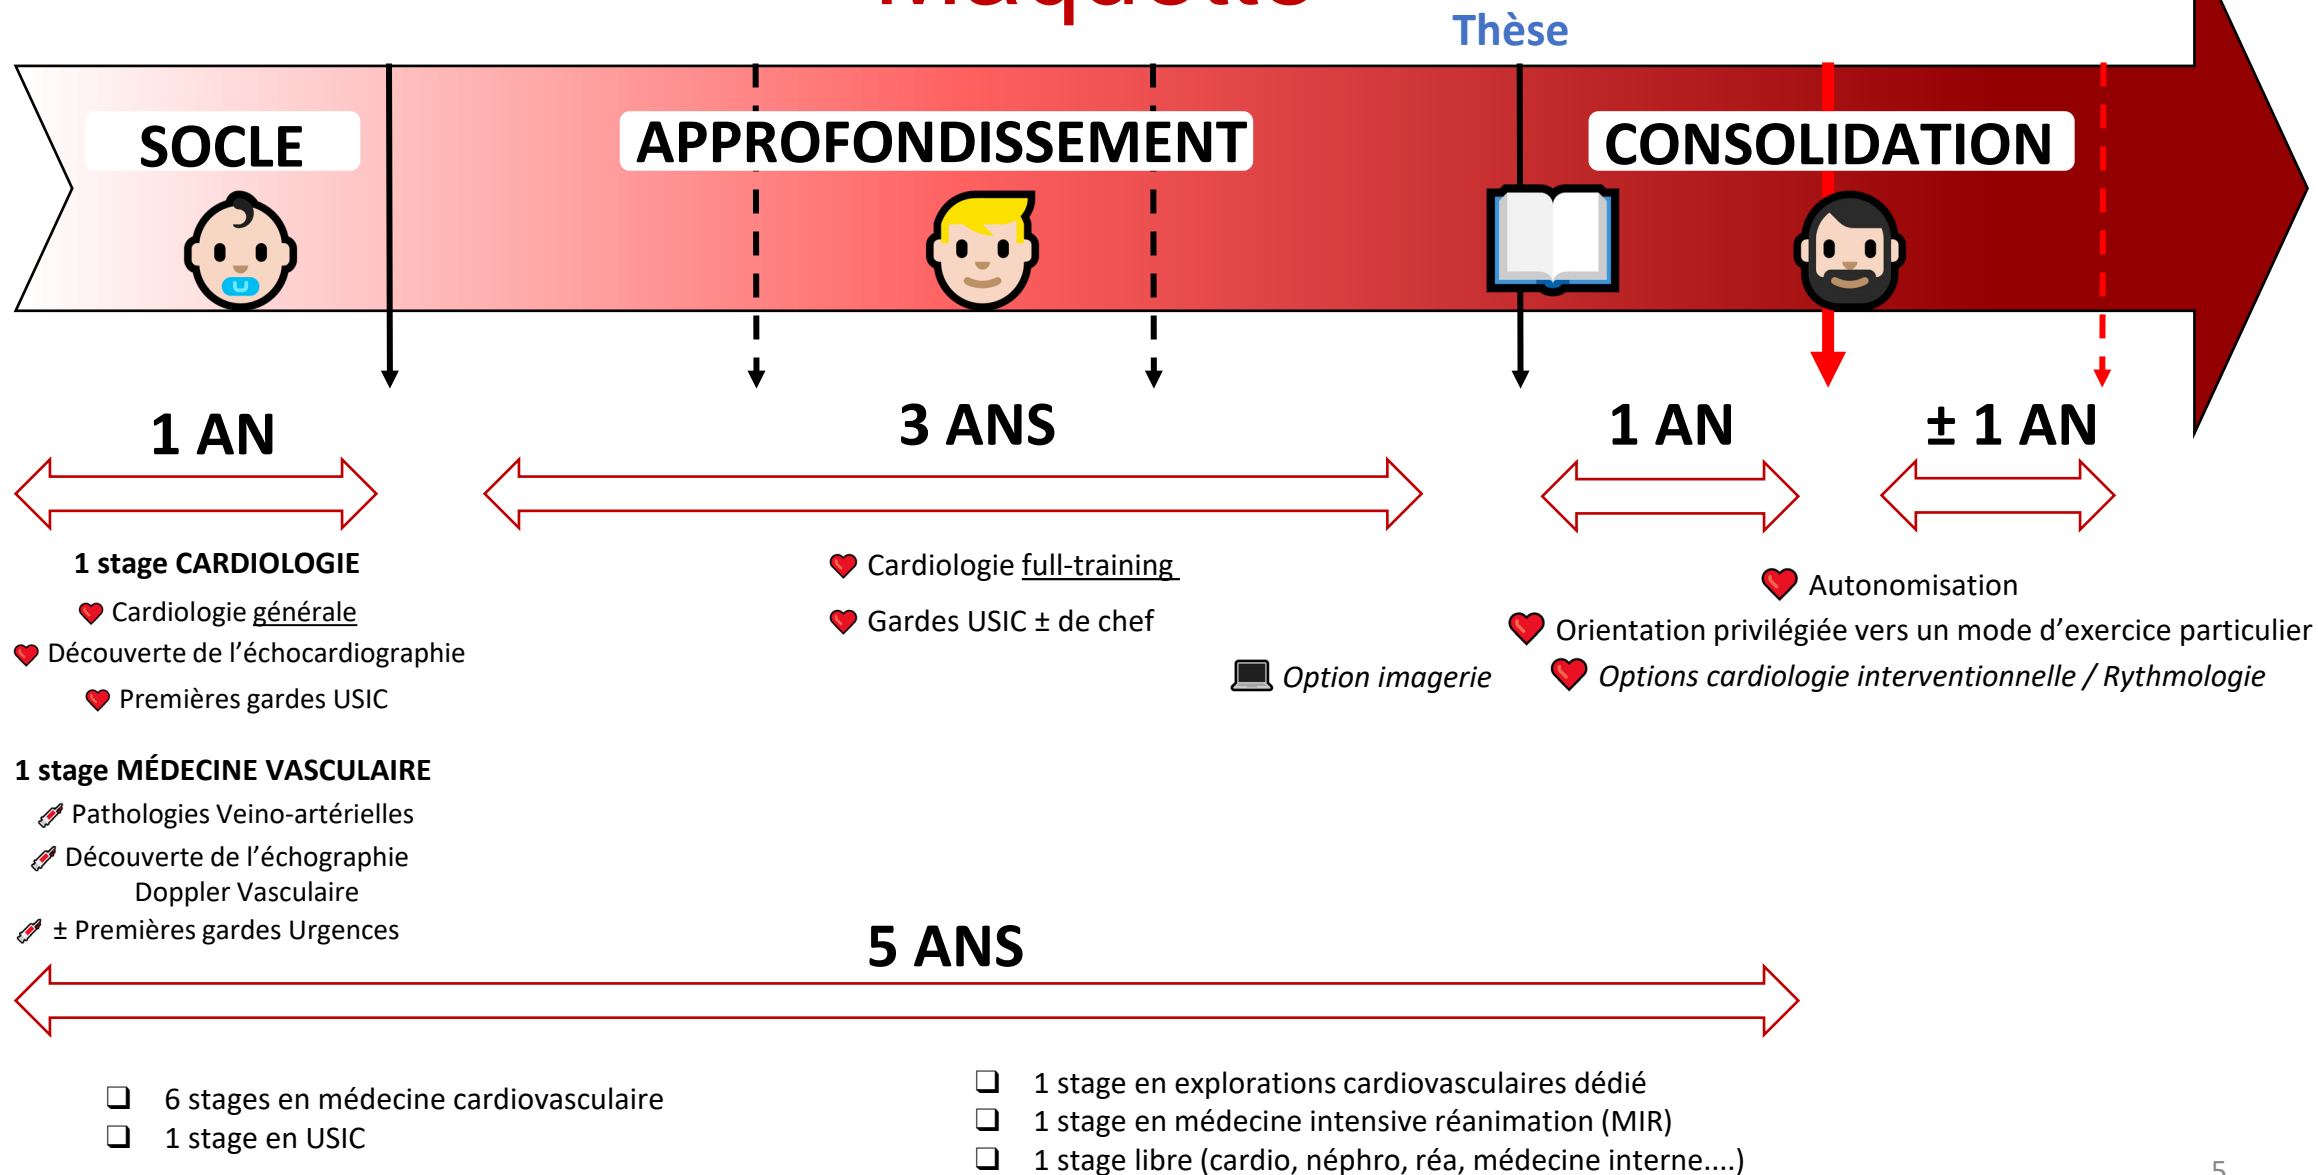 Maquette
Thèse
SOCLE
APPROFONDISSEMENT
CONSOLIDATION
1 AN
3 ANS
1 AN
± 1 AN
1 stage CARDIOLOGIE
Cardiologie générale
Découverte de l’échocardiographie
Premières gardes USIC
1 stage MÉDECINE VASCULAIRE
Pathologies Veino-artérielles
Découverte de l’échographie
Doppler Vasculaire
± Premières gardes Urgences
Cardiologie full-training
Gardes USIC ± de chef
Option imagerie
Autonomisation
Orientation privilégiée vers un mode d’exercice particulier
Options cardiologie interventionnelle / Rythmologie
5 ANS
6 stages en médecine cardiovasculaire
1 stage en USIC
1 stage en explorations cardiovasculaires dédié
1 stage en médecine intensive réanimation (MIR)
1 stage libre (cardio, néphro, réa, médecine interne....)
5